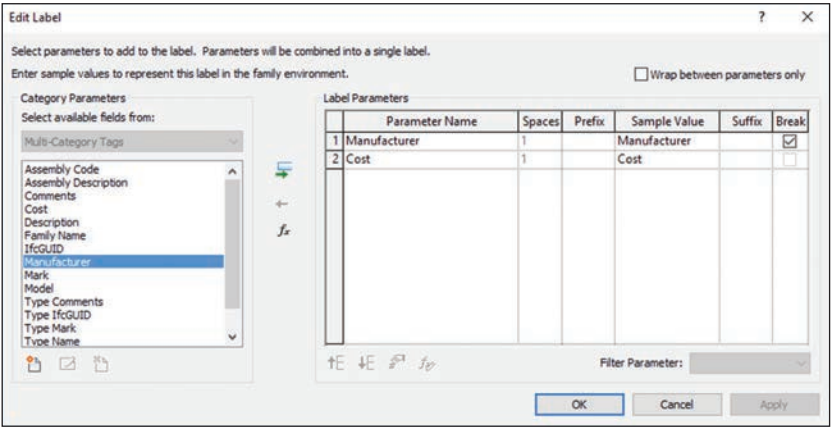 Edit Label
? X
Select parameters to add to the label. Parameters will be combined into a single label.
Enter sample values to represent this label in the family environment.
Wrap between parameters only
Category Parameters
Select available fields from:
Multi-Category Tags
Assembly Code
Assembly Description
Comments
Cost
Description
Family Name
IfcGUID
Manufacturer
Mark
Model
Type Comments
Type IfcGUID
Type Mark
Type Name
fx
Label Parameters
Parameter Name Spaces Prefix Sample Value Suffix Break
1 Manufacturer 1 Manufacturer
2 Cost 1 Cost
Filter Parameter:
OK Cancel Apply